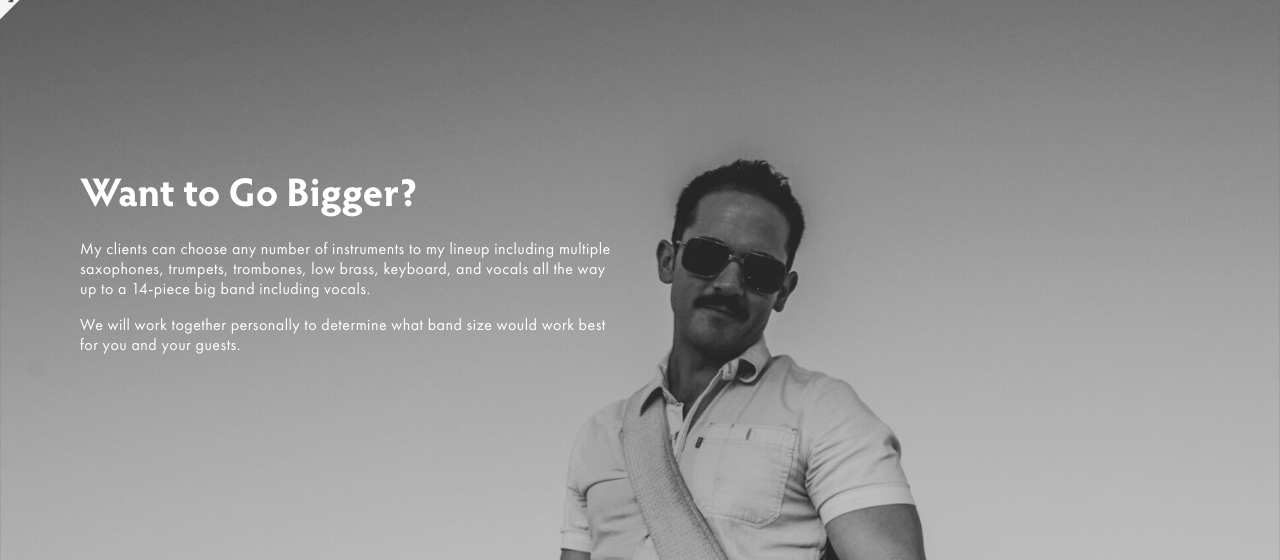 Want to Go Bigger?
My clients can choose any number of instruments to my lineup including multiple
saxophones, trumpets, trombones, low brass, keyboard, and vocals all the way
up to a 14-piece big band including vocals.
We will work together personally to determine what band size would work best
for you and your guests.